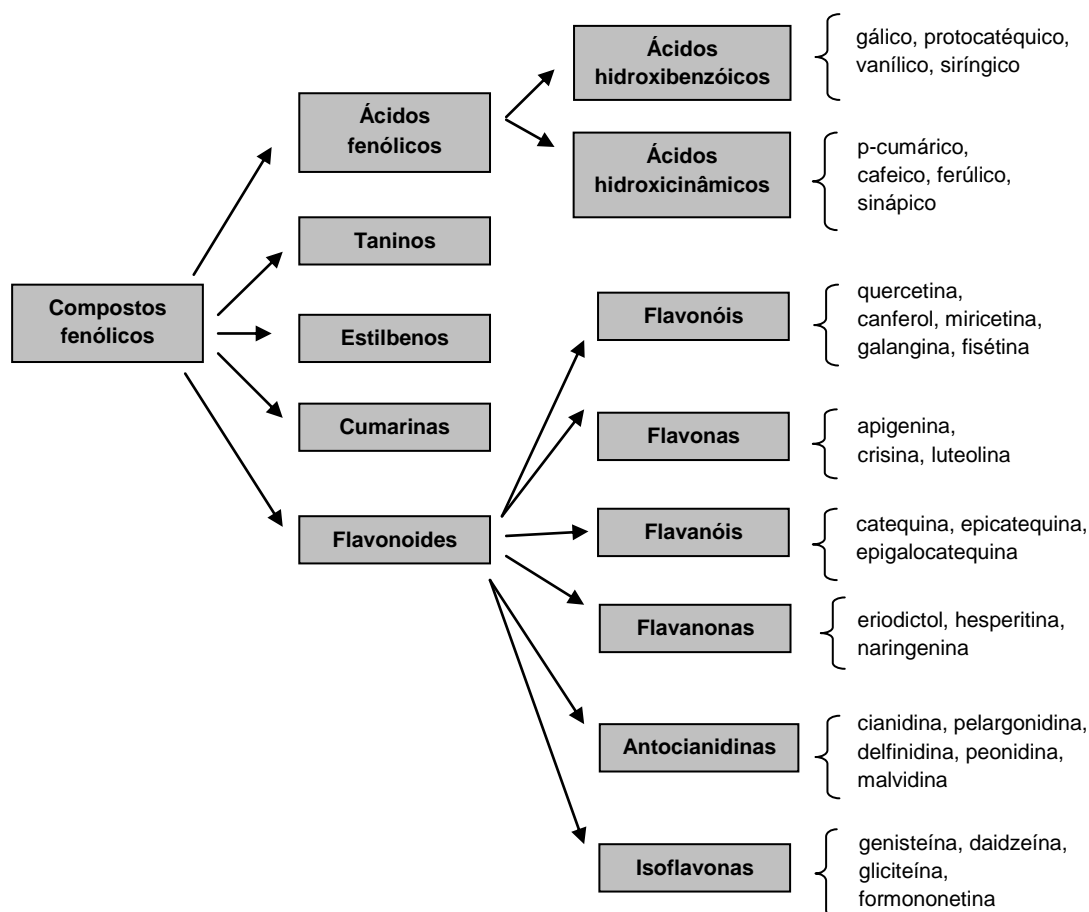 Ácidos
hidroxibenzóicos
gálico, protocatéquico,
vanílico, siríngico
Ácidos
fenólicos
Ácidos
hidroxicinâmicos
p-cumárico,
cafeico, ferúlico,
sinápico
Taninos
Compostos
fenólicos
Estilbenos
Cumarinas
Flavonoides
Flavonóis
quercetina,
canferol, miricetina,
galangina, fisétina
Flavonas
apigenina,
crisina, luteolina
Flavanóis
catequina, epicatequina,
epigalocatequina
Flavanonas
eriodictol, hesperitina,
naringenina
Antocianidinas
cianidina, pelargonidina,
delfinidina, peonidina,
malvidina
Isoflavonas
genisteína, daidzeína,
gliciteína,
formononetina